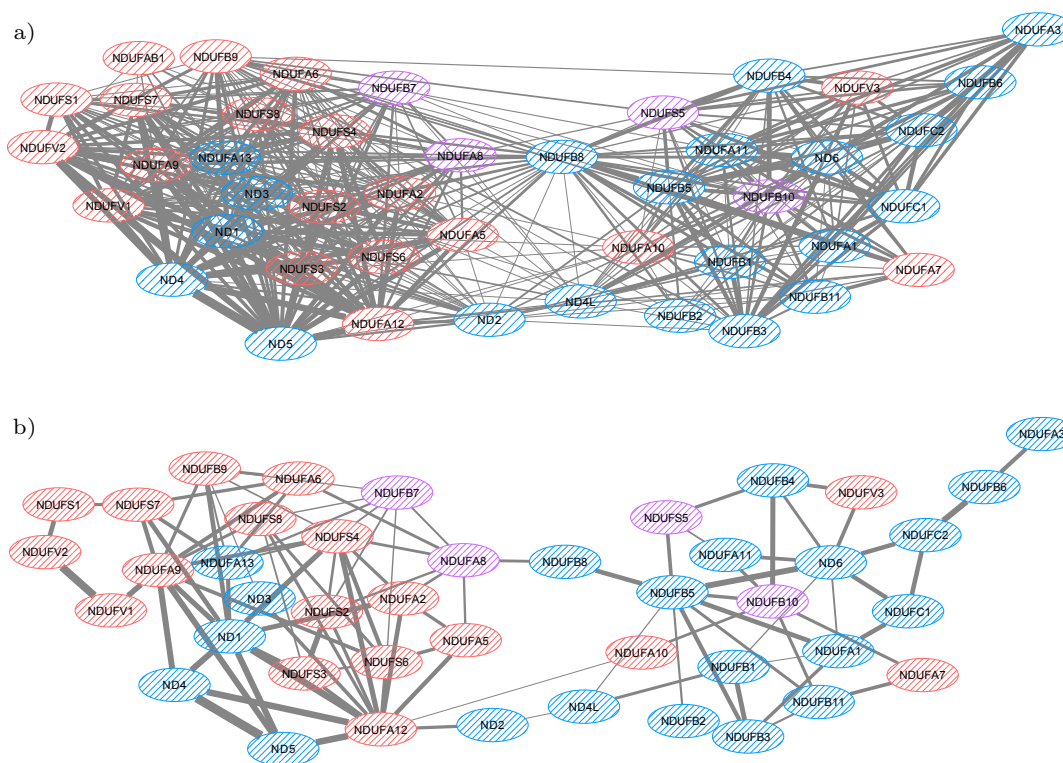 a)
NDUFA3
NDUFAB1
NDUFB9
NDUFA6
NDUFB7
NDUFB4
NDUFV3
NDUFB6
NDUFS1
NDUFS7
NDUFS8
NDUFS4
NDUFS5
NDUFC2
NDUFV2
NDUFA9
NDUFA13
NDUFA8
NDUFB8
NDUFA11
ND6
ND3
NDUFA2
NDUFB5
NDUFB10
NDUFV1
NDUFS2
NDUFC1
ND1
NDUFA5
NDUFA10
NDUFA1
NDUFS3
NDUFS6
NDUFB1
NDUFA7
ND4
ND4L
NDUFB11
NDUFA12
ND2
NDUFB2
NDUFB3
ND5
b)
NDUFA3
NDUFB9
NDUFA6
NDUFB7
NDUFB4
NDUFV3
NDUFB6
NDUFS1
NDUFS7
NDUFS8
NDUFS4
NDUFS5
NDUFC2
NDUFV2
NDUFA9
NDUFA13
NDUFA8
NDUFB8
NDUFA11
ND6
ND3
NDUFA2
NDUFB5
NDUFB10
NDUFV1
NDUFS2
NDUFC1
ND1
NDUFA5
NDUFA10
NDUFA1
NDUFS3
NDUFS6
NDUFB1
NDUFA7
ND4
ND4L
NDUFB11
NDUFA12
ND2
NDUFB2
NDUFB3
ND5